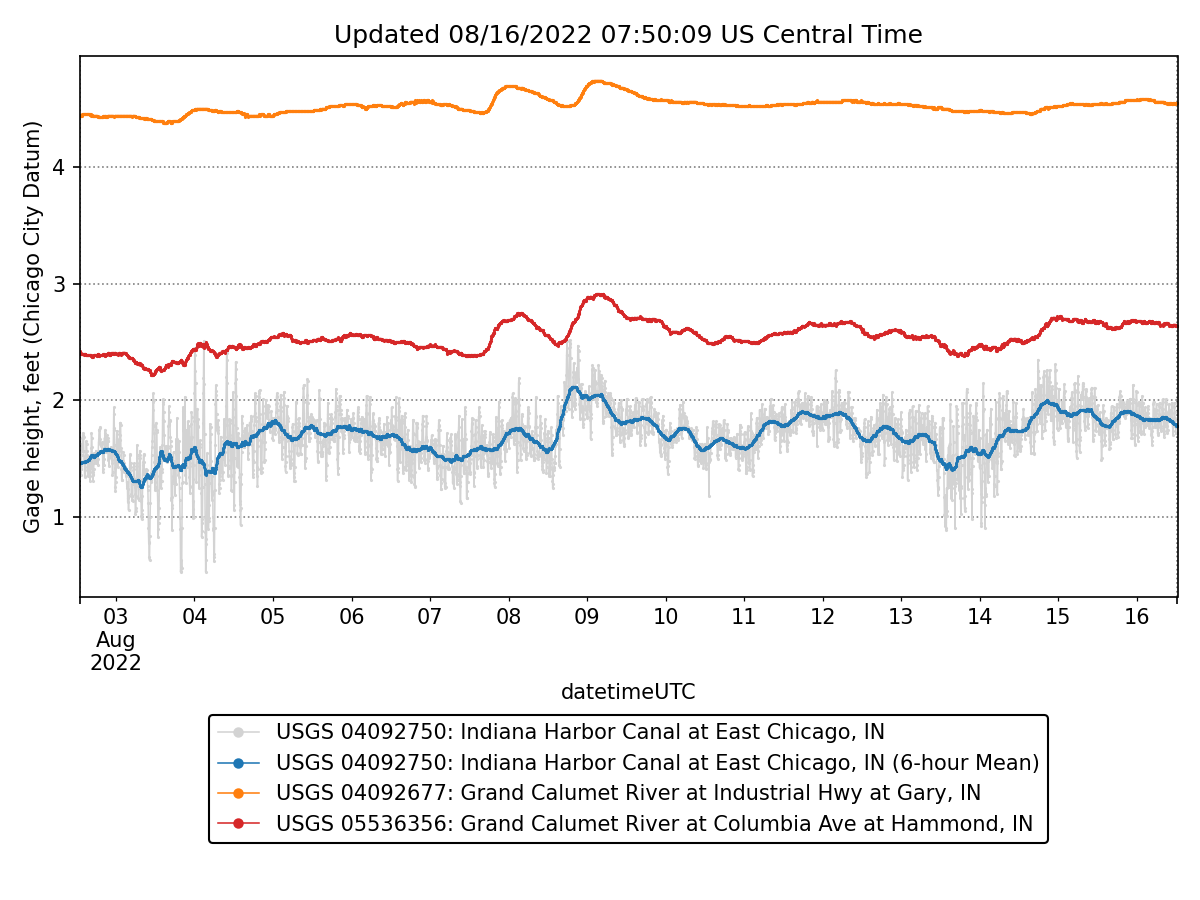 Updated 08/16/2022 07:50:09 US Central Time
Gage height, feet (Chicago City Datum)
4
3
2
1
03 04 05 06 07 08 09 10 11 12 13 14 15 16
Aug
2022
datetimeUTC
USGS 04092750: Indiana Harbor Canal at East Chicago, IN
USGS 04092750: Indiana Harbor Canal at East Chicago, IN (6-hour Mean)
USGS 04092677: Grand Calumet River at Industrial Hwy at Gary, IN
USGS 05536356: Grand Calumet River at Columbia Ave at Hammond, IN